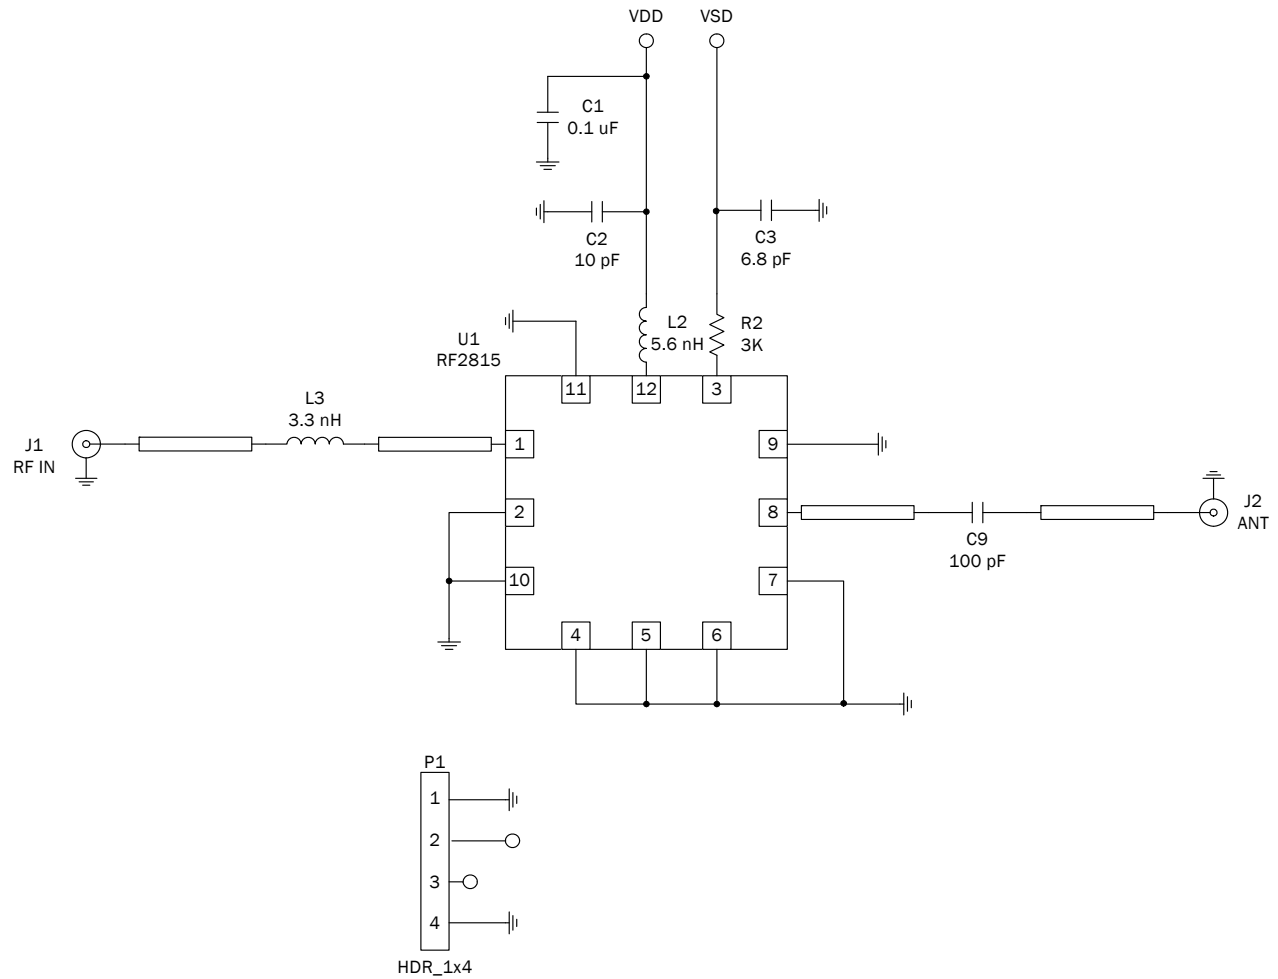 VDD
VSD
C1
0.1 uF
C2
10 pF
C3
6.8 pF
U1
RF2815
L2
5.6 nH
R2
3K
11
12
3
L3
3.3 nH
J1
RF IN
1
9
2
8
J2
ANT
C9
100 pF
10
7
4
5
6
P1
1
2
3
4
HDR_1x4